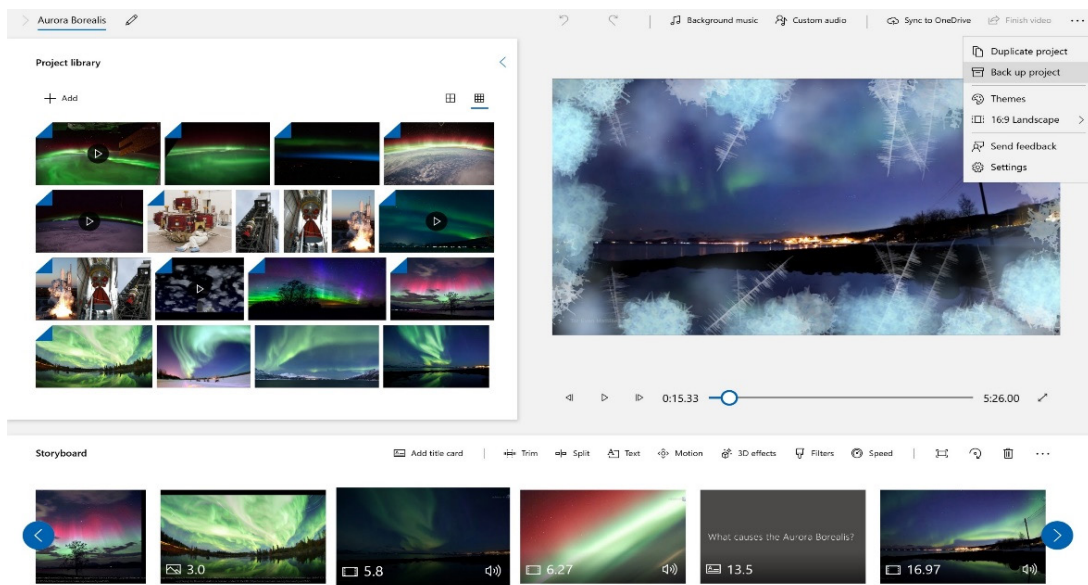 Aurora Borealis
Background music
Custom audio
Sync to OneDrive
Finish video
Duplicate project
Back up project
Themes
16:9 Landscape
Send feedback
Settings
Project library
Add
0:15.33
5:26.00
Storyboard
Add title card
Trim
Split
Text
Motion
3D effects
Filters
Speed
3.0
5.8
6.27
What causes the Aurora Borealis?
13.5
16.97